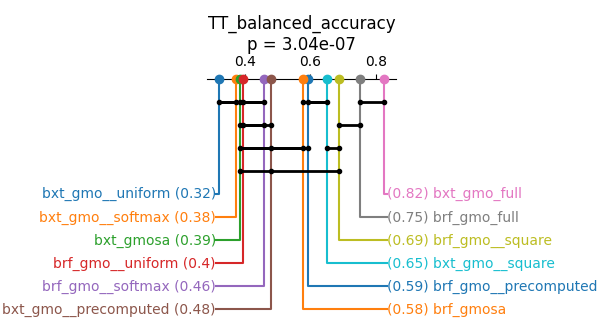 TT_balanced_accuracy
p = 3.04e-07
0.4 0.6 0.8
bxt_gmo__uniform (0.32) (0.82) bxt_gmo_full
bxt_gmo__softmax (0.38) (0.75) brf_gmo_full
bxt_gmosa (0.39) (0.69) brf_gmo__square
brf_gmo__uniform (0.4) (0.65) bxt_gmo__square
brf_gmo__softmax (0.46) (0.59) brf_gmo__precomputed
bxt_gmo__precomputed (0.48) (0.58) brf_gmosa